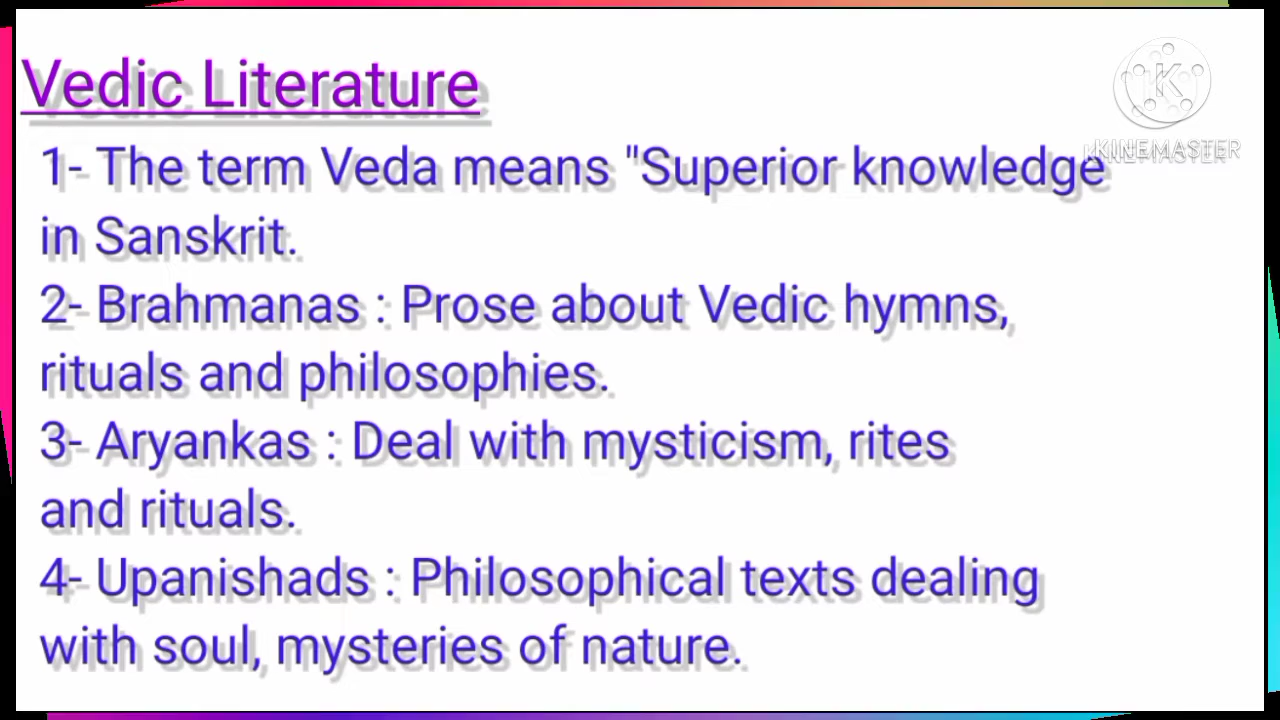 Vedic Literature
K
KINEMASTER
1- The term Veda means "Superior knowledge
in Sanskrit.
2- Brahmanas : Prose about Vedic hymns,
rituals and philosophies.
3- Aryankas : Deal with mysticism, rites
and rituals.
4- Upanishads : Philosophical texts dealing
with soul, mysteries of nature.